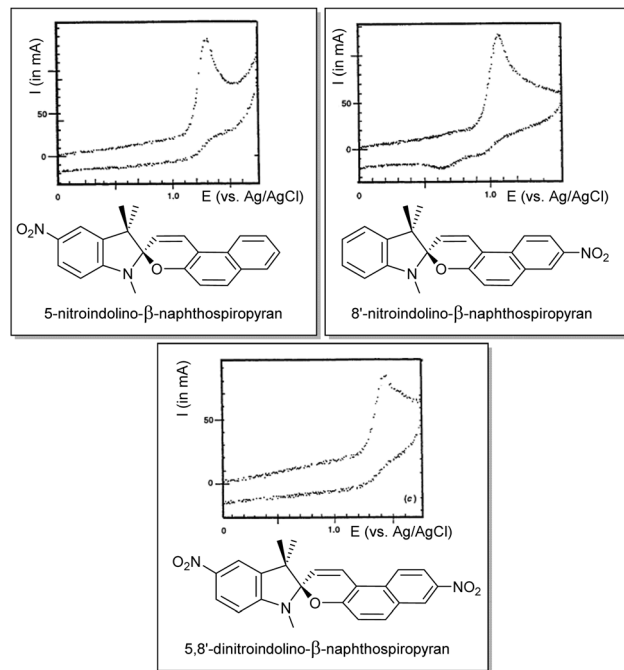 I (in mA)
50
0
1.0
E (vs. Ag/AgCl)
O₂N
N
O
5-nitroindolino-β-naphthospiropyran
I (in mA)
50
0
0
1.0
E (vs. Ag/AgCl)
N
O
NO₂
8'-nitroindolino-β-naphthospiropyran
I (in mA)
50
0
(c)
0
1.0
E (vs. Ag/AgCl)
O₂N
NO₂
N
O
5,8'-dinitroindolino-β-naphthospiropyran